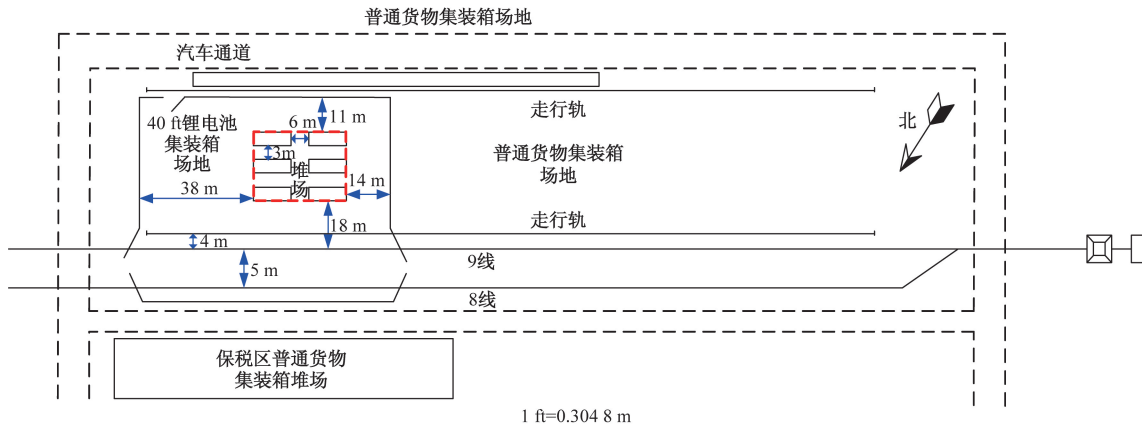 普通货物集装箱场地
汽车通道
走行轨
11 m
6 m
40 ft锂电池
集装箱
场地
3m
堆
场
普通货物集装箱
场地
北
38 m
14 m
18 m
走行轨
4 m
9线
5 m
8线
保税区普通货物
集装箱堆场
1 ft=0.304 8 m